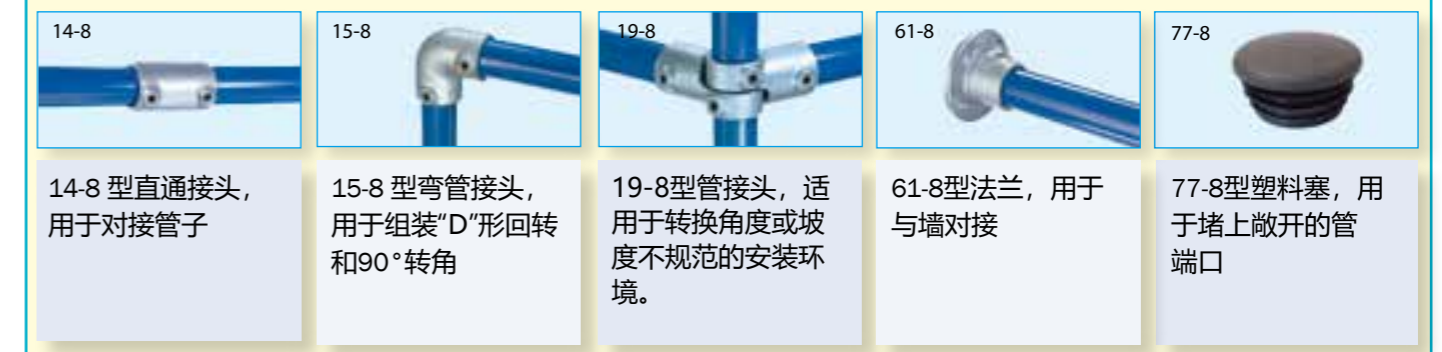 14-8
15-8
19-8
61-8
77-8
14-8 型直通接头，
用于对接管子
15-8 型弯管接头，
用于组装“D”形回转
和90°转角
19-8型管接头，适
用于转换角度或坡
度不规范的安装环
境。
61-8型法兰，用于
与墙对接
77-8型塑料塞，用
于堵上敞开的管
端口